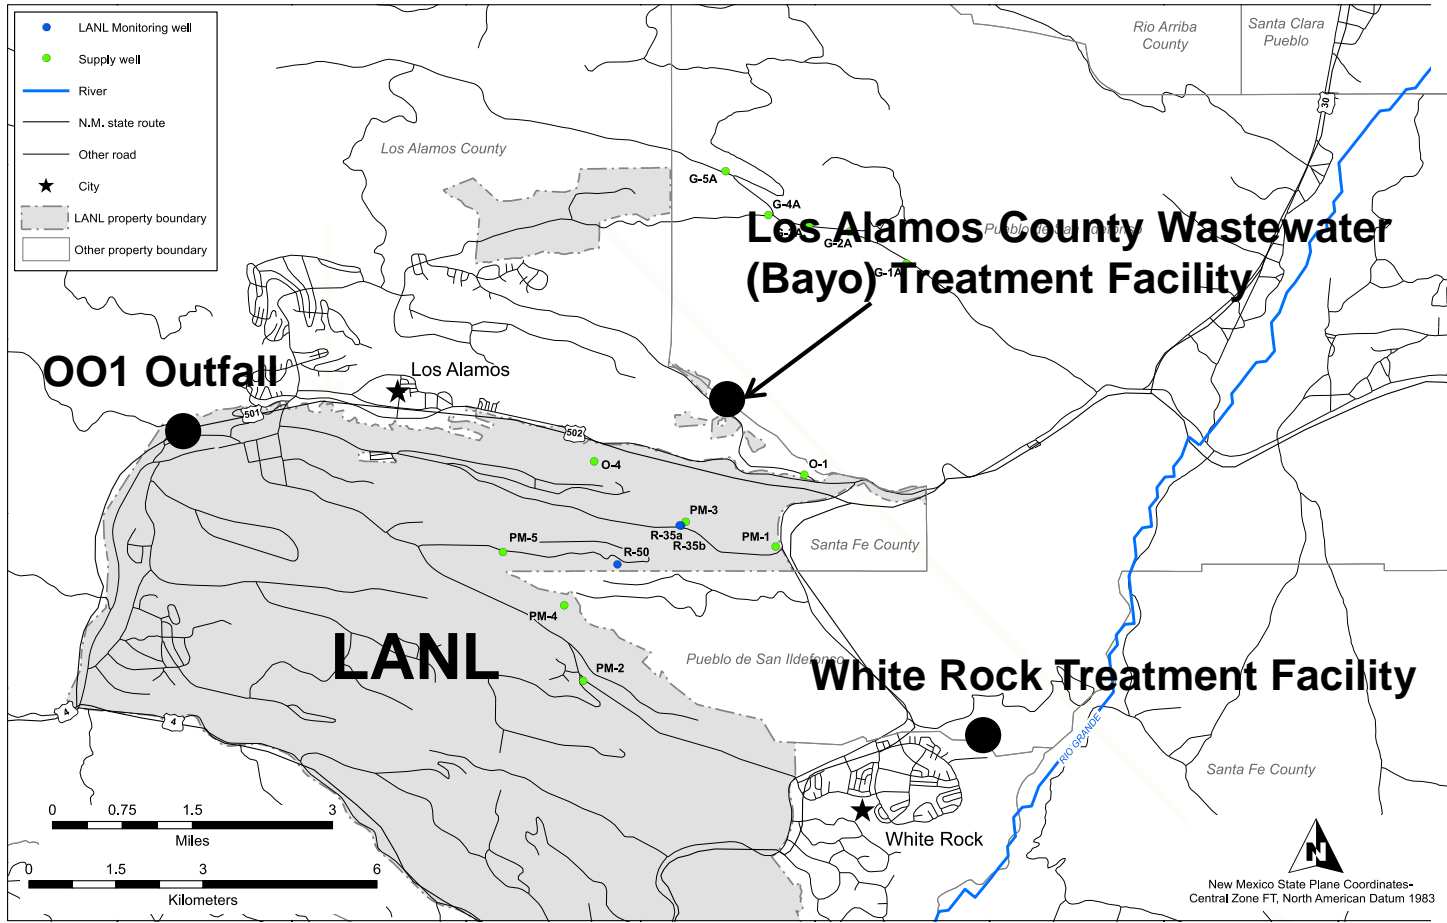 LANL Monitoring well
Supply well
River
N.M. state route
Other road
City
LANL property boundary
Other property boundary
Rio Arriba
County
Santa Clara
Pueblo
30
Los Alamos County
G-5A
G-4A
G-3A
G-2A
G-1A
Pueblo de San Ildefonso
Los Alamos County Wastewater
(Bayo) Treatment Facility
OO1 Outfall
Los Alamos
501
502
O-4
O-1
PM-3
R-35a
R-35b
PM-1
PM-5
R-50
Santa Fe County
PM-4
LANL
PM-2
Pueblo de San Ildefonso
White Rock Treatment Facility
4
4
RIO GRANDE
Santa Fe County
White Rock
0 0.75 1.5 3
Miles
0 1.5 3 6
Kilometers
N
New Mexico State Plane Coordinates-
Central Zone FT, North American Datum 1983